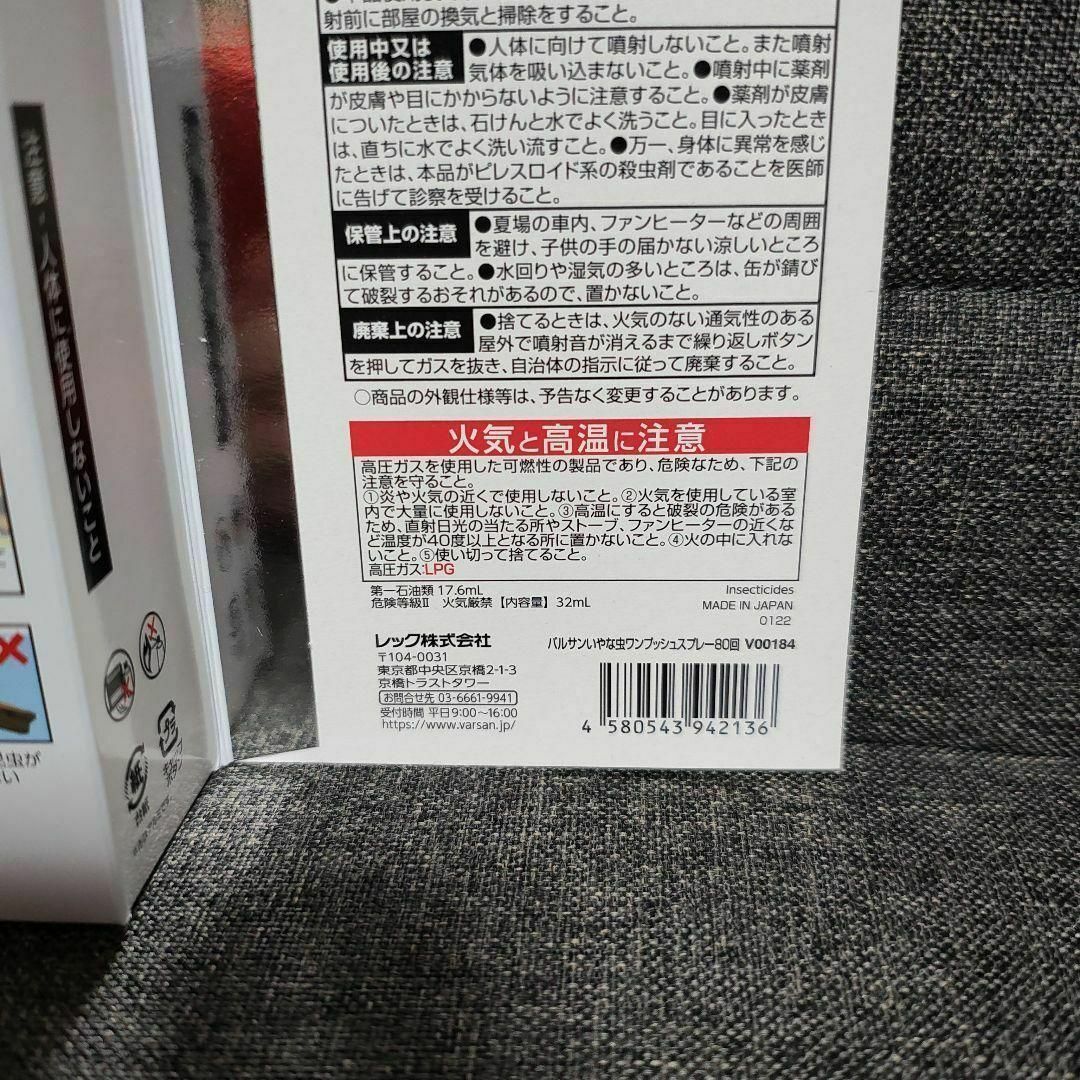 射前に部屋の換気と掃除をすること。
使用中又は
使用後の注意
●人体に向けて噴射しないこと。また噴射
気体を吸い込まないこと。●噴射中に薬剤
が皮膚や目にかからないように注意すること。●薬剤が皮膚
についたときは、石けんと水でよく洗うこと。目に入ったとき
は、直ちに水でよく洗い流すこと。●万一、身体に異常を感じ
たときは、本品がピレスロイド系の殺虫剤であることを医師
に告げて診察を受けること。
保管上の注意
●夏場の車内、ファンヒーターなどの周囲
を避け、子供の手の届かない涼しいところ
に保管すること。●水回りや湿気の多いところは、缶が錆び
て破裂するおそれがあるので、置かないこと。
廃棄上の注意
●捨てるときは、火気のない通気性のある
屋外で噴射音が消えるまで繰り返しボタン
を押してガスを抜き、自治体の指示に従って廃棄すること。
○商品の外観仕様等は、予告なく変更することがあります。
火気と高温に注意
高圧ガスを使用した可燃性の製品であり、危険なため、下記の
注意を守ること。
①炎や火気の近くで使用しないこと。②火気を使用している室
内で大量に使用しないこと。③高温にすると破裂の危険がある
ため、直射日光の当たる所やストーブ、ファンヒーターの近くな
ど温度が40度以上となる所に置かないこと。④火の中に入れな
いこと。⑤使い切って捨てること。
高圧ガス:LPG
第一石油類 17.6mL
危険等級Ⅱ 火気厳禁【内容量】32mL
Insecticides
MADE IN JAPAN
0122
レック株式会社
〒104-0031
東京都中央区京橋2-1-3
京橋トラストタワー
お問合せ先 03-6661-9941
受付時間 平日9:00〜16:00
https://www.varsan.jp/
バルサンいやな虫ワンプッシュスプレー80回 V00184
4 580543 942136
人体に使用しないこと
紙
虫が
い